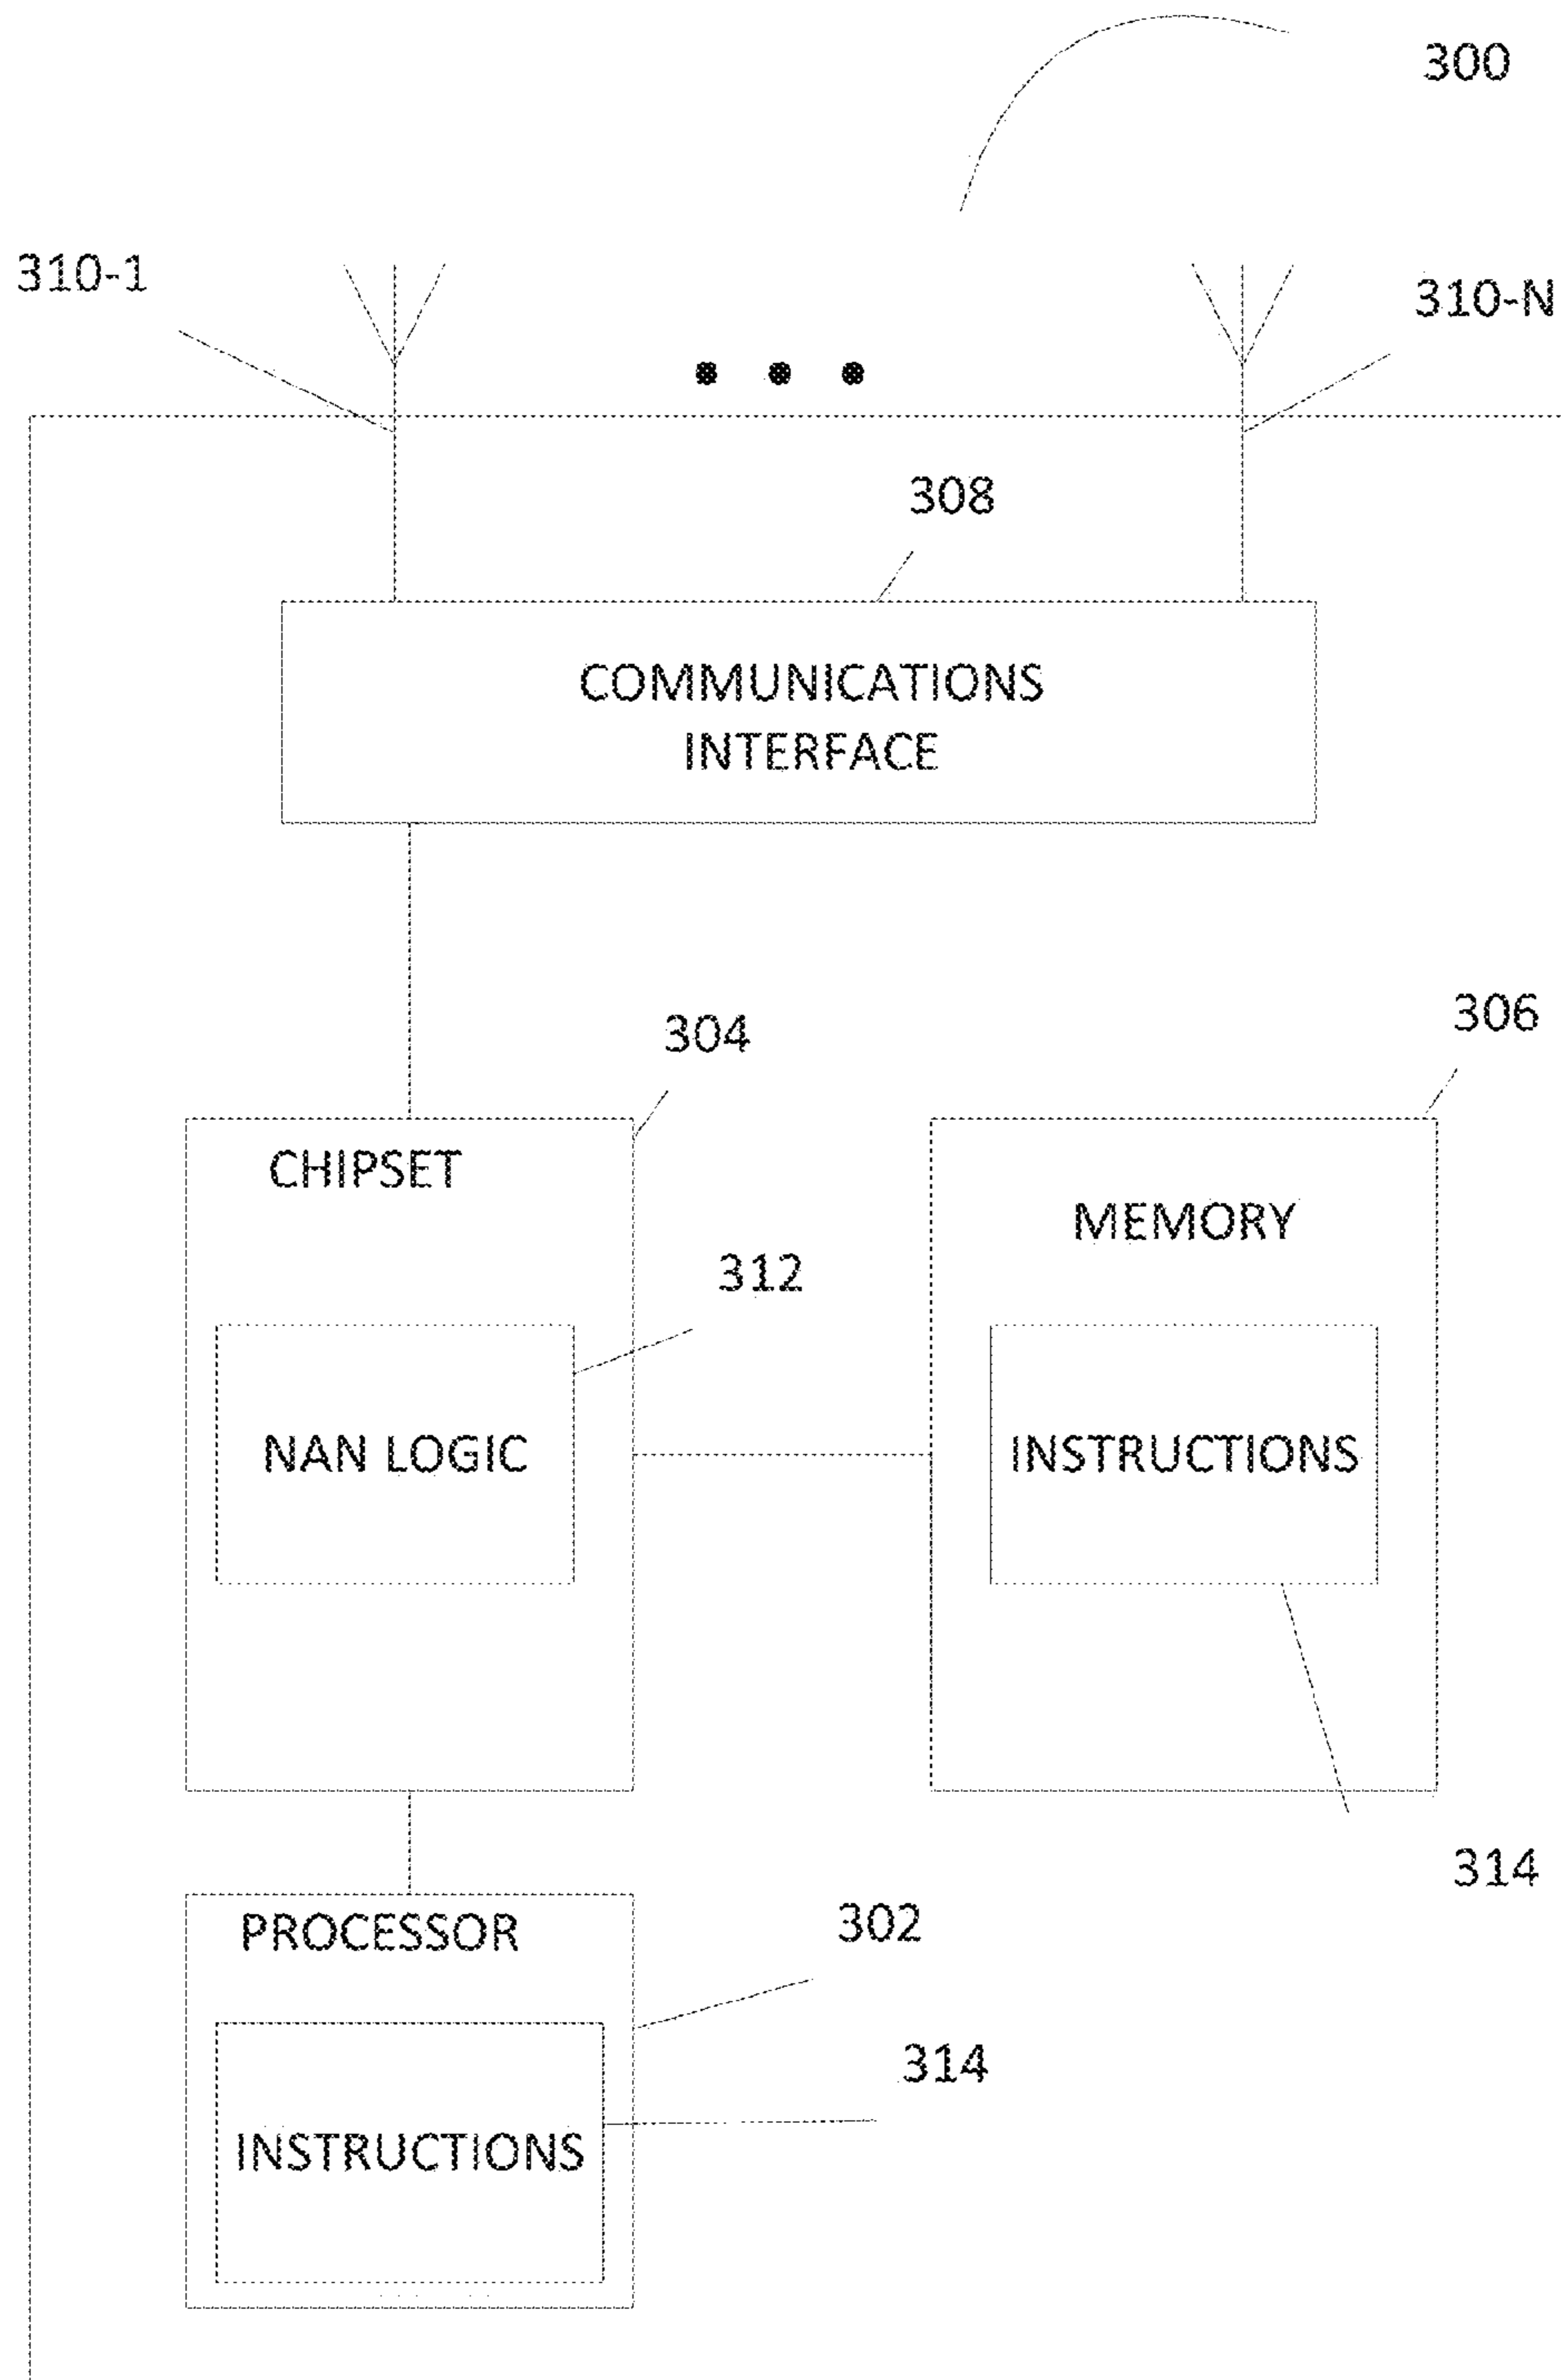 300
310-1
310-N
308
COMMUNICATIONS
INTERFACE
304
306
CHIPSET
MEMORY
312
NAN LOGIC
INSTRUCTIONS
314
PROCESSOR
302
314
INSTRUCTIONS